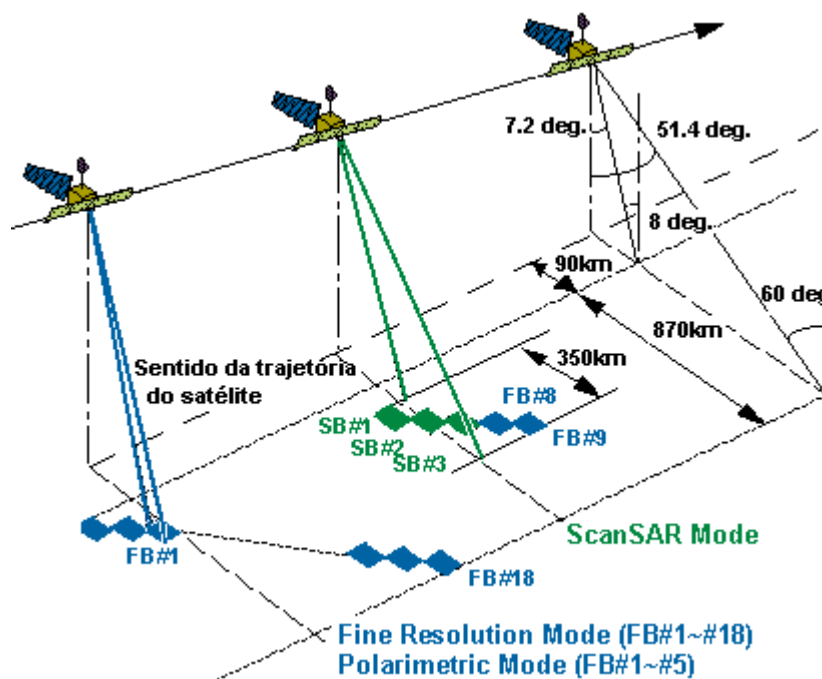 7.2 deg.
51.4 deg.
8 deg.
90km
60 deg
870km
350km
Sentido da trajetória
do satélite
SB#1
SB#2
SB#3
FB#8
FB#9
FB#1
FB#18
ScanSAR Mode
Fine Resolution Mode (FB#1~#18)
Polarimetric Mode (FB#1~#5)